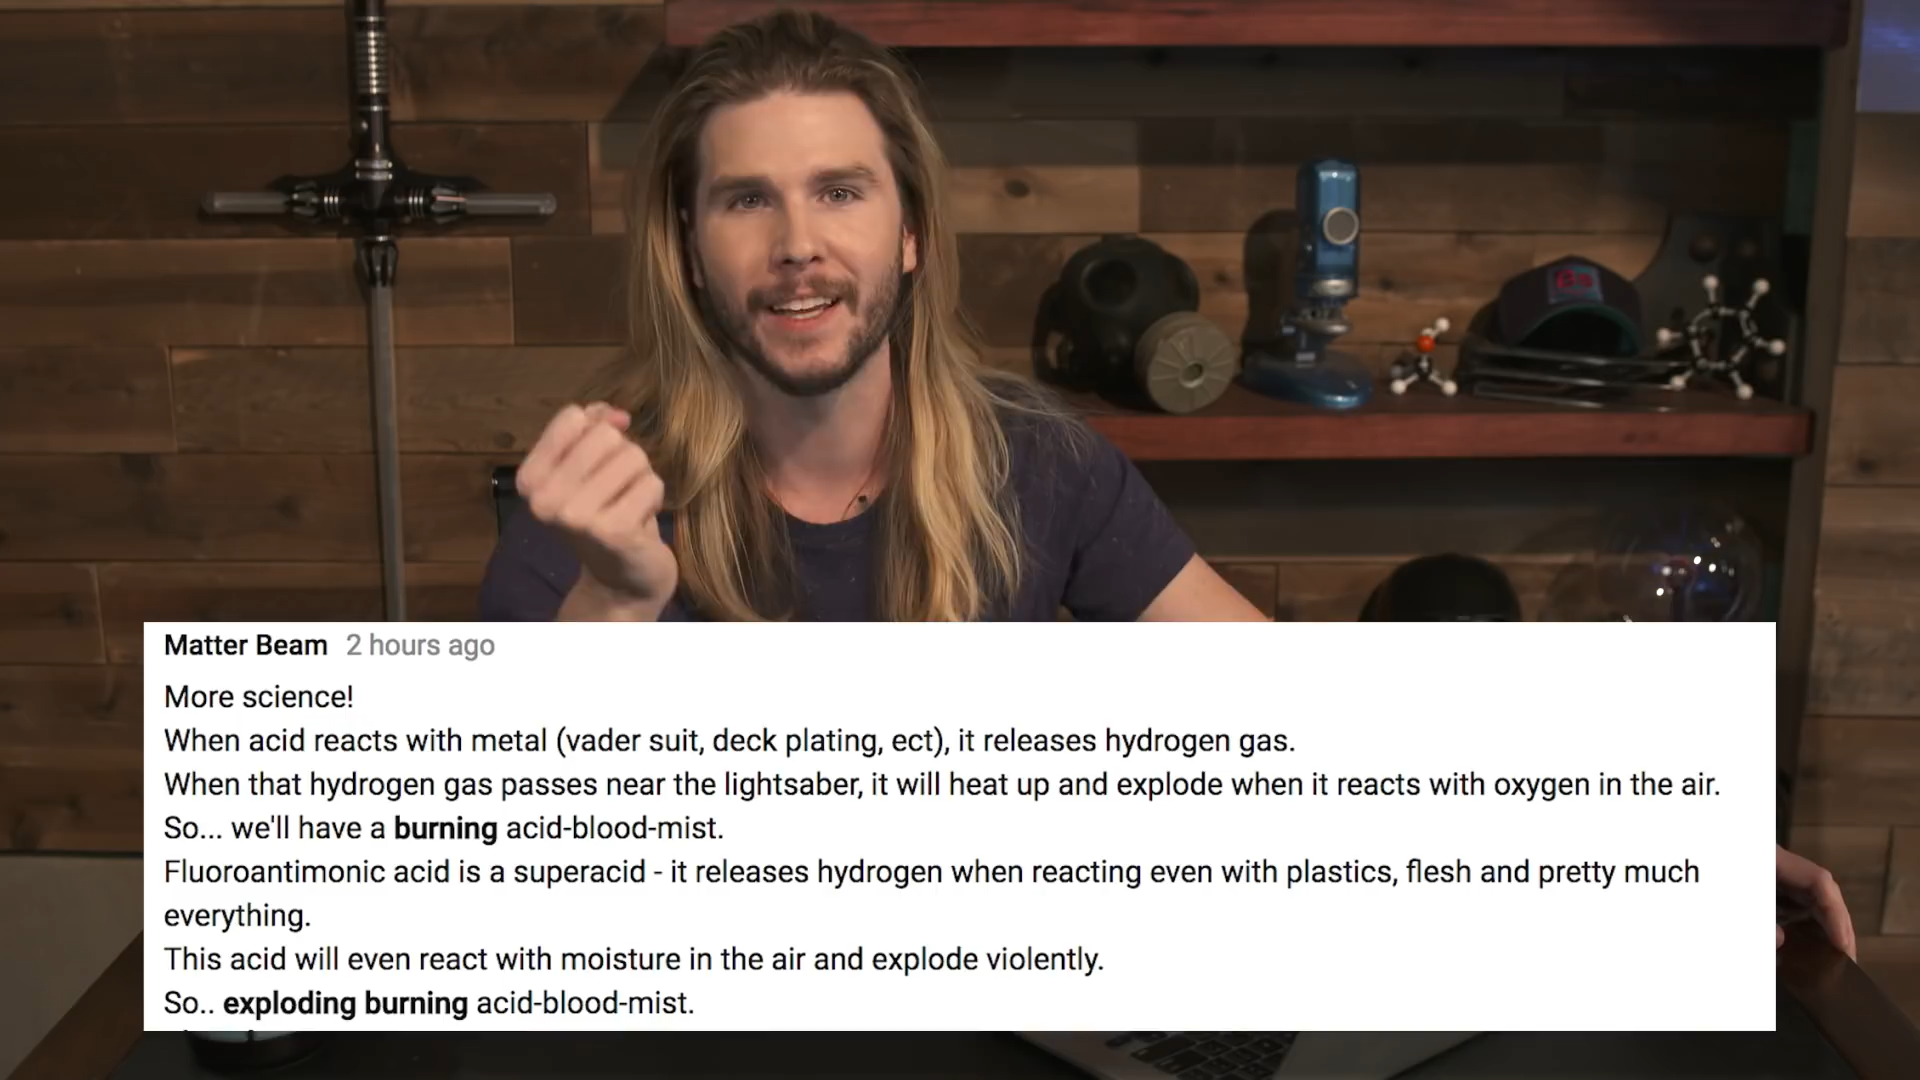 Matter Beam 2 hours ago
More science!
When acid reacts with metal (vader suit, deck plating, ect), it releases hydrogen gas.
When that hydrogen gas passes near the lightsaber, it will heat up and explode when it reacts with oxygen in the air.
So... we'll have a burning acid-blood-mist.
Fluoroantimonic acid is a superacid - it releases hydrogen when reacting even with plastics, flesh and pretty much
everything.
This acid will even react with moisture in the air and explode violently.
So.. exploding burning acid-blood-mist.